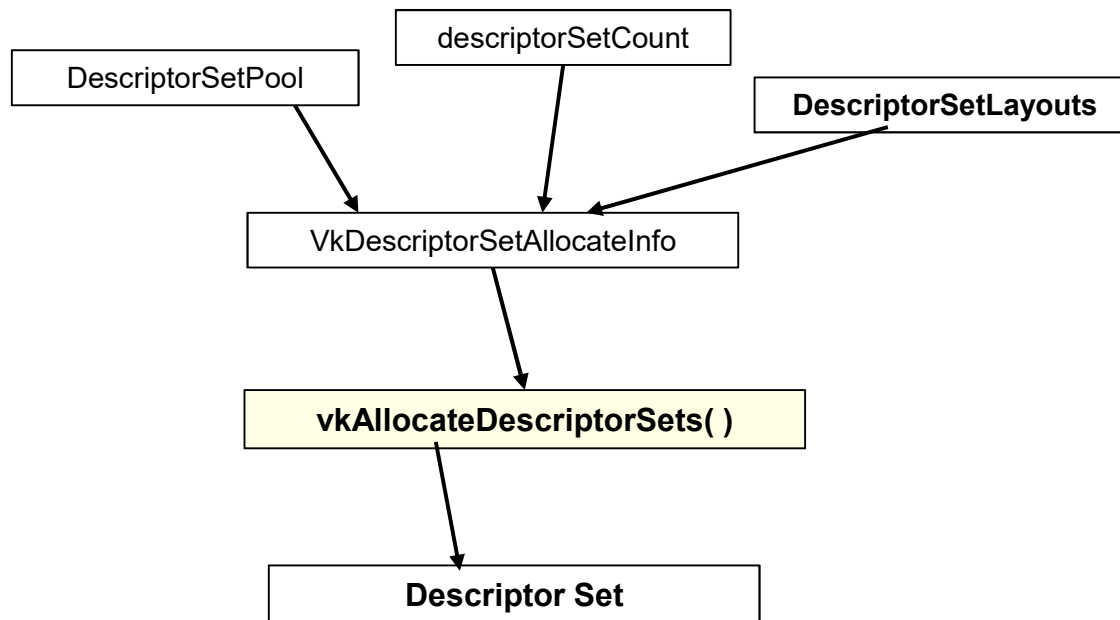 descriptorSetCount
DescriptorSetPool
DescriptorSetLayouts
VkDescriptorSetAllocateInfo
vkAllocateDescriptorSets( )
Descriptor Set